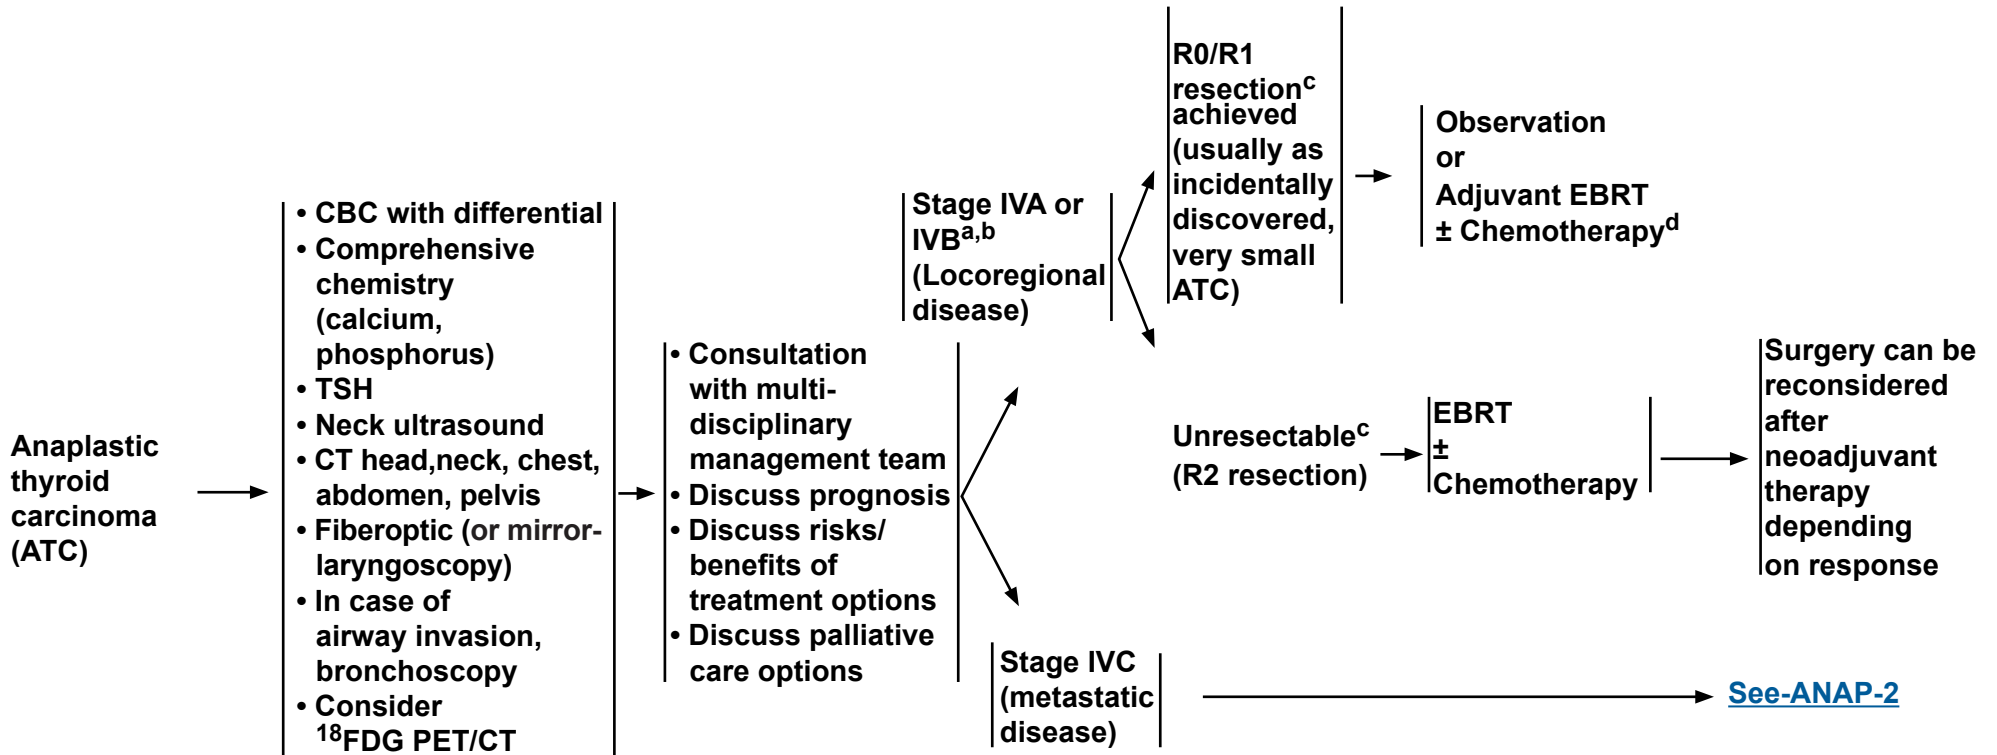 Anaplastic
thyroid
carcinoma
(ATC)
• CBC with differential
• Comprehensive
chemistry
(calcium,
phosphorus)
• TSH
• Neck ultrasound
• CT head,neck, chest,
abdomen, pelvis
• Fiberoptic (or mirror-
laryngoscopy)
• In case of
airway invasion,
bronchoscopy
• Consider
18FDG PET/CT
• Consultation
with multi-
disciplinary
management team
• Discuss prognosis
• Discuss risks/
benefits of
treatment options
• Discuss palliative
care options
Stage IVA or
IVBa,b
(Locoregional
disease)
R0/R1
resectionc
achieved
(usually as
incidentally
discovered,
very small
ATC)
Observation
or
Adjuvant EBRT
± Chemotherapyd
Unresectablec
(R2 resection)
EBRT
±
Chemotherapy
Surgery can be
reconsidered
after
neoadjuvant
therapy
depending
on response
Stage IVC
(metastatic
disease)
See-ANAP-2